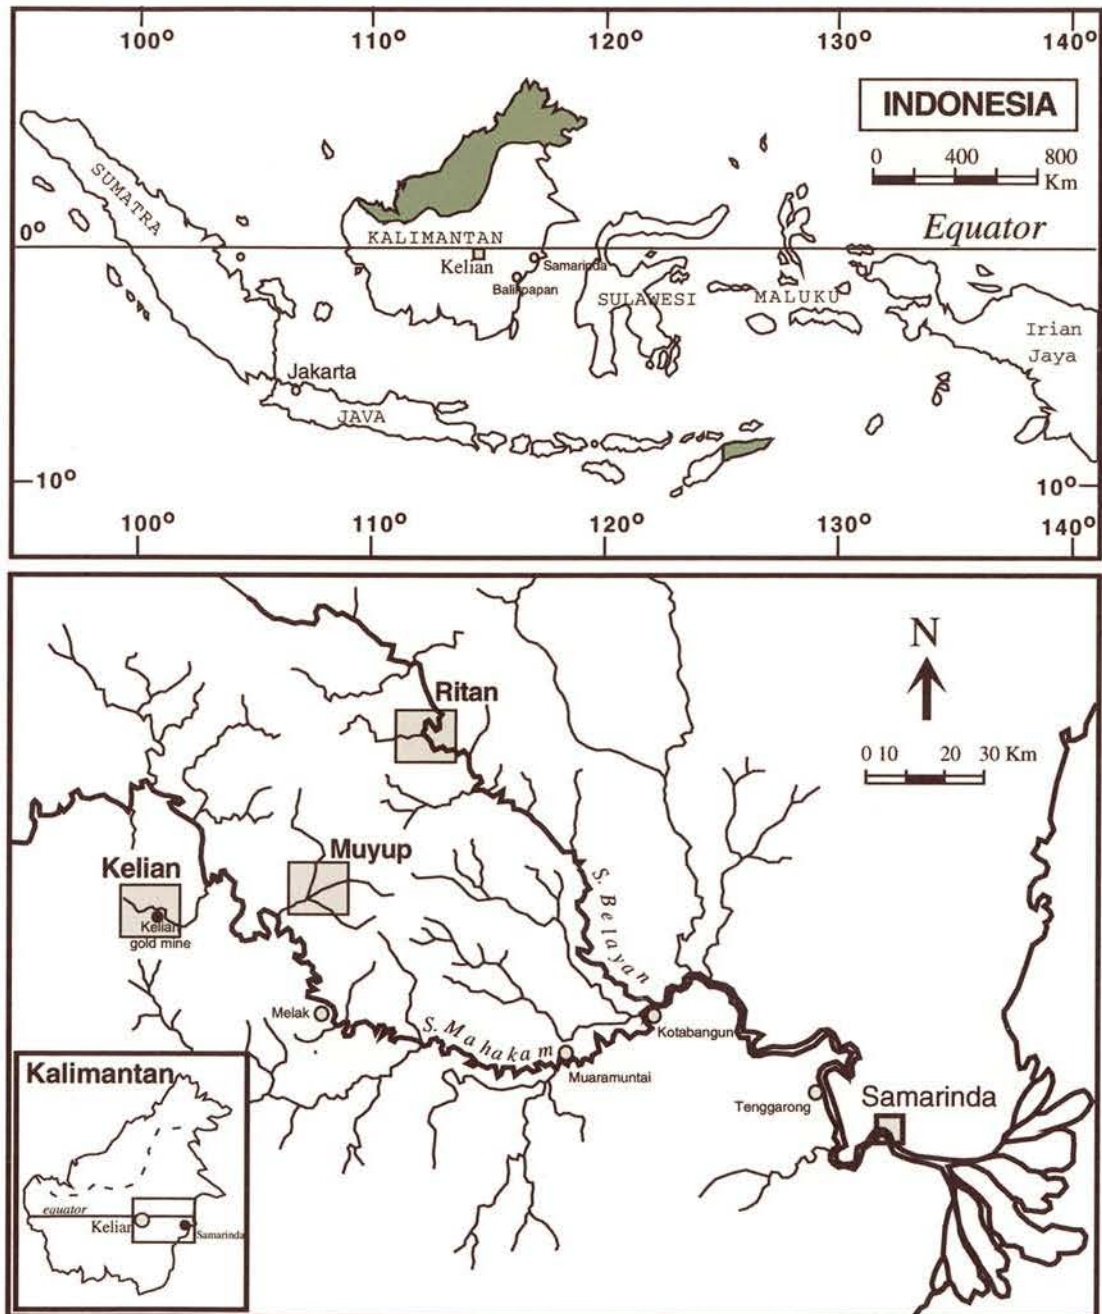 100° 110° 120° 130° 140°
INDONESIA
0 400 800
Km
SUMATRA
Equator
0°
KALIMANTAN
Kelian
Samarinda
Balikpapan
SULAWESI
MALUKU
Irian
Jaya
Jakarta
JAVA
10° 10°
100° 110° 120° 130° 140°
N
Ritan
0 10 20 30 Km
Muyup
Kelian
Kelian
gold mine
S. Belayan
Melak
S. Mahakam
Kotabangun
Muaramuntai
Tenggarong
Samarinda
Kalimantan
equator
Kelian
Samarinda